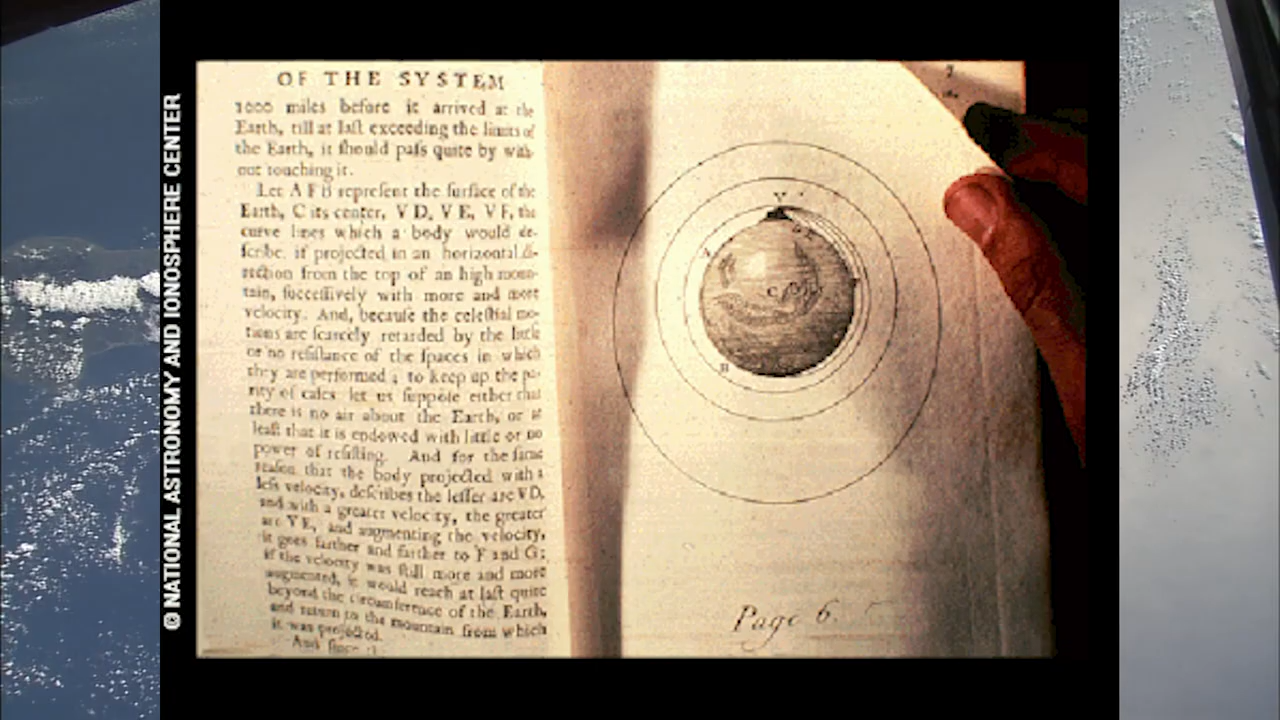 © NATIONAL ASTRONOMY AND IONOSPHERE CENTER
OF THE SYSTEM
1000 miles before it arrived at the
Earth, till at laſt exceeding the limits of
the Earth, it ſhould paſs quite by with-
out touching it.
Let A F B repreſent the ſurface of the
Earth, C its center, V D, V E, V F, the
curve lines which a body would de-
ſcribe, if projected in an horizontal di-
rection from the top of an high moun-
tain, ſucceſſively with more and more
velocity. And, becauſe the celeſtial mo-
tions are ſcarcely retarded by the little
or no reſiſtance of the ſpaces in which
they are performed; to keep up the pa-
rity of caſes let us ſuppoſe either that
there is no air about the Earth, or at
leaſt that it is endowed with little or no
power of reſiſting. And for the ſame
reaſon that the body projected with a
leſs velocity, deſcribes the leſſer arc V D,
and with a greater velocity, the greater
arc V E, and augmenting the velocity,
it goes farther and farther to F and G;
if the velocity was ſtill more and more
augmented, it would reach at laſt quite
beyond the circumference of the Earth,
and return to the mountain from which
it was projected.
And ſince
V
A
C
B
Page 6.
7